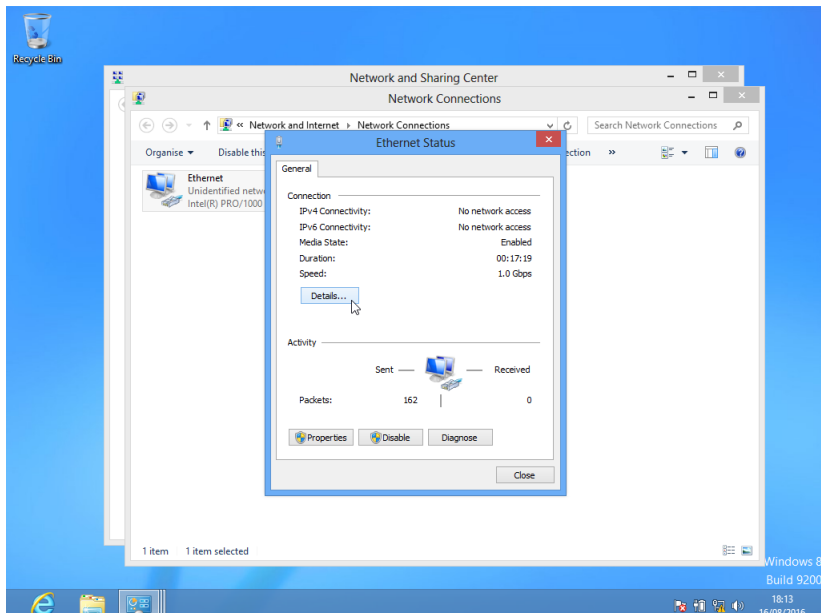 Recycle Bin
Network and Sharing Center
Network Connections
« Network and Internet Network Connections
Search Network Connections
Organise
Disable this
ection
»
Ethernet
Unidentified netw
Intel(R) PRO/1000
Ethernet Status
General
Connection
IPv4 Connectivity: No network access
IPv6 Connectivity: No network access
Media State: Enabled
Duration: 00:17:19
Speed: 1.0 Gbps
Details...
Activity
Sent Received
Packets: 162 0
Properties Disable Diagnose
Close
1 item 1 item selected
Windows 8
Build 9200
18:13
16/08/2016